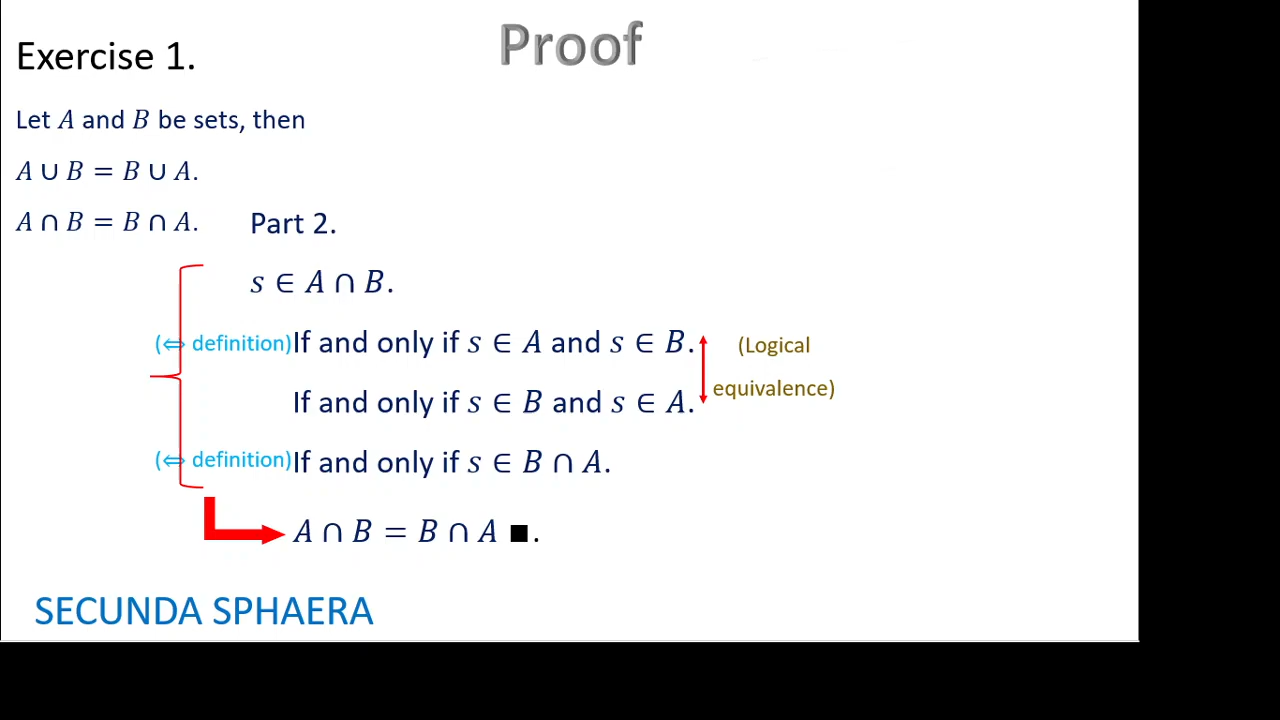 Proof
Exercise 1.
Let A and B be sets, then
A ∪ B = B ∪ A.
A ∩ B = B ∩ A. Part 2.
s ∈ A ∩ B.
(⇔ definition) If and only if s ∈ A and s ∈ B. (Logical
equivalence)
If and only if s ∈ B and s ∈ A.
(⇔ definition) If and only if s ∈ B ∩ A.
A ∩ B = B ∩ A ■.
SECUNDA SPHAERA